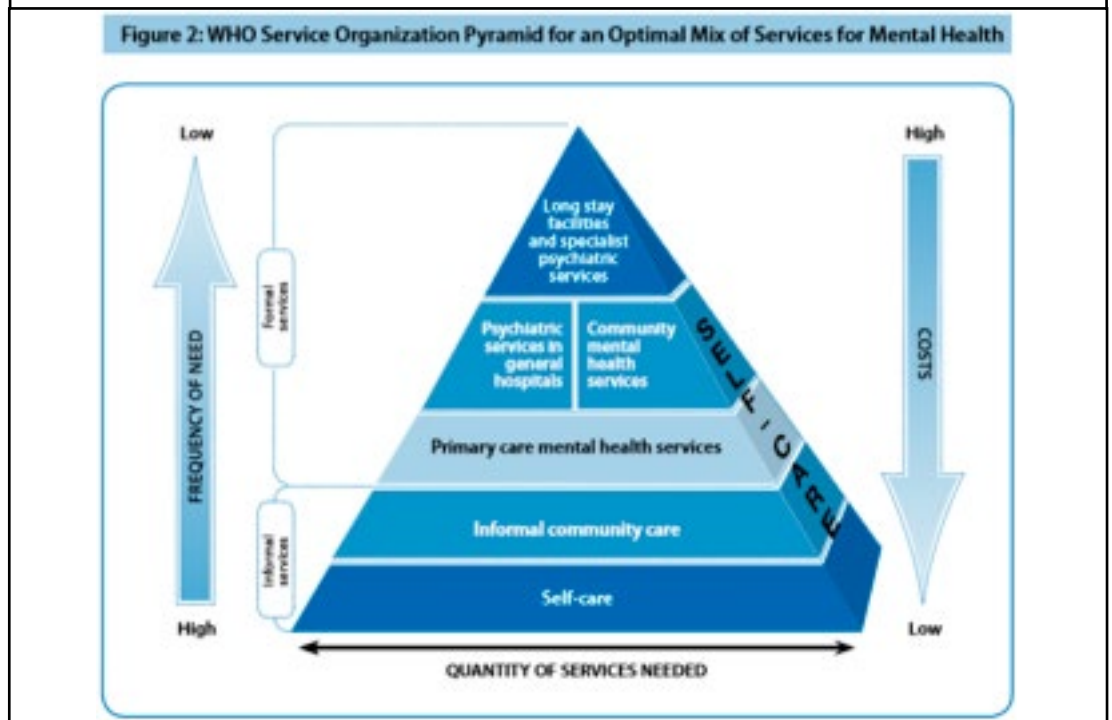 Figure 2: WHO Service Organization Pyramid for an Optimal Mix of Services for Mental Health
Low
High
Long stay
facilities
and specialist
psychiatric
services
Formal
services
FREQUENCY OF NEED
Psychiatric
services in
general
hospitals
Community
mental
health
services
SELF-CARE
COSTS
Primary care mental health services
Informal
services
Informal community care
Self-care
High
Low
QUANTITY OF SERVICES NEEDED